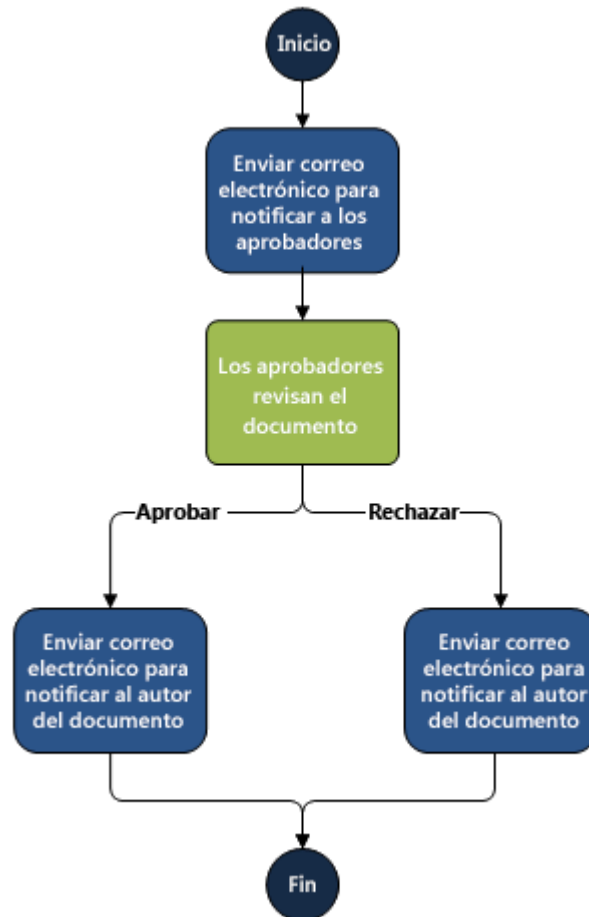 Inicio
Enviar correo
electrónico para
notificar a los
aprobadores
Los aprobadores
revisan el
documento
Aprobar
Rechazar
Enviar correo
electrónico para
notificar al autor
del documento
Enviar correo
electrónico para
notificar al autor
del documento
Fin